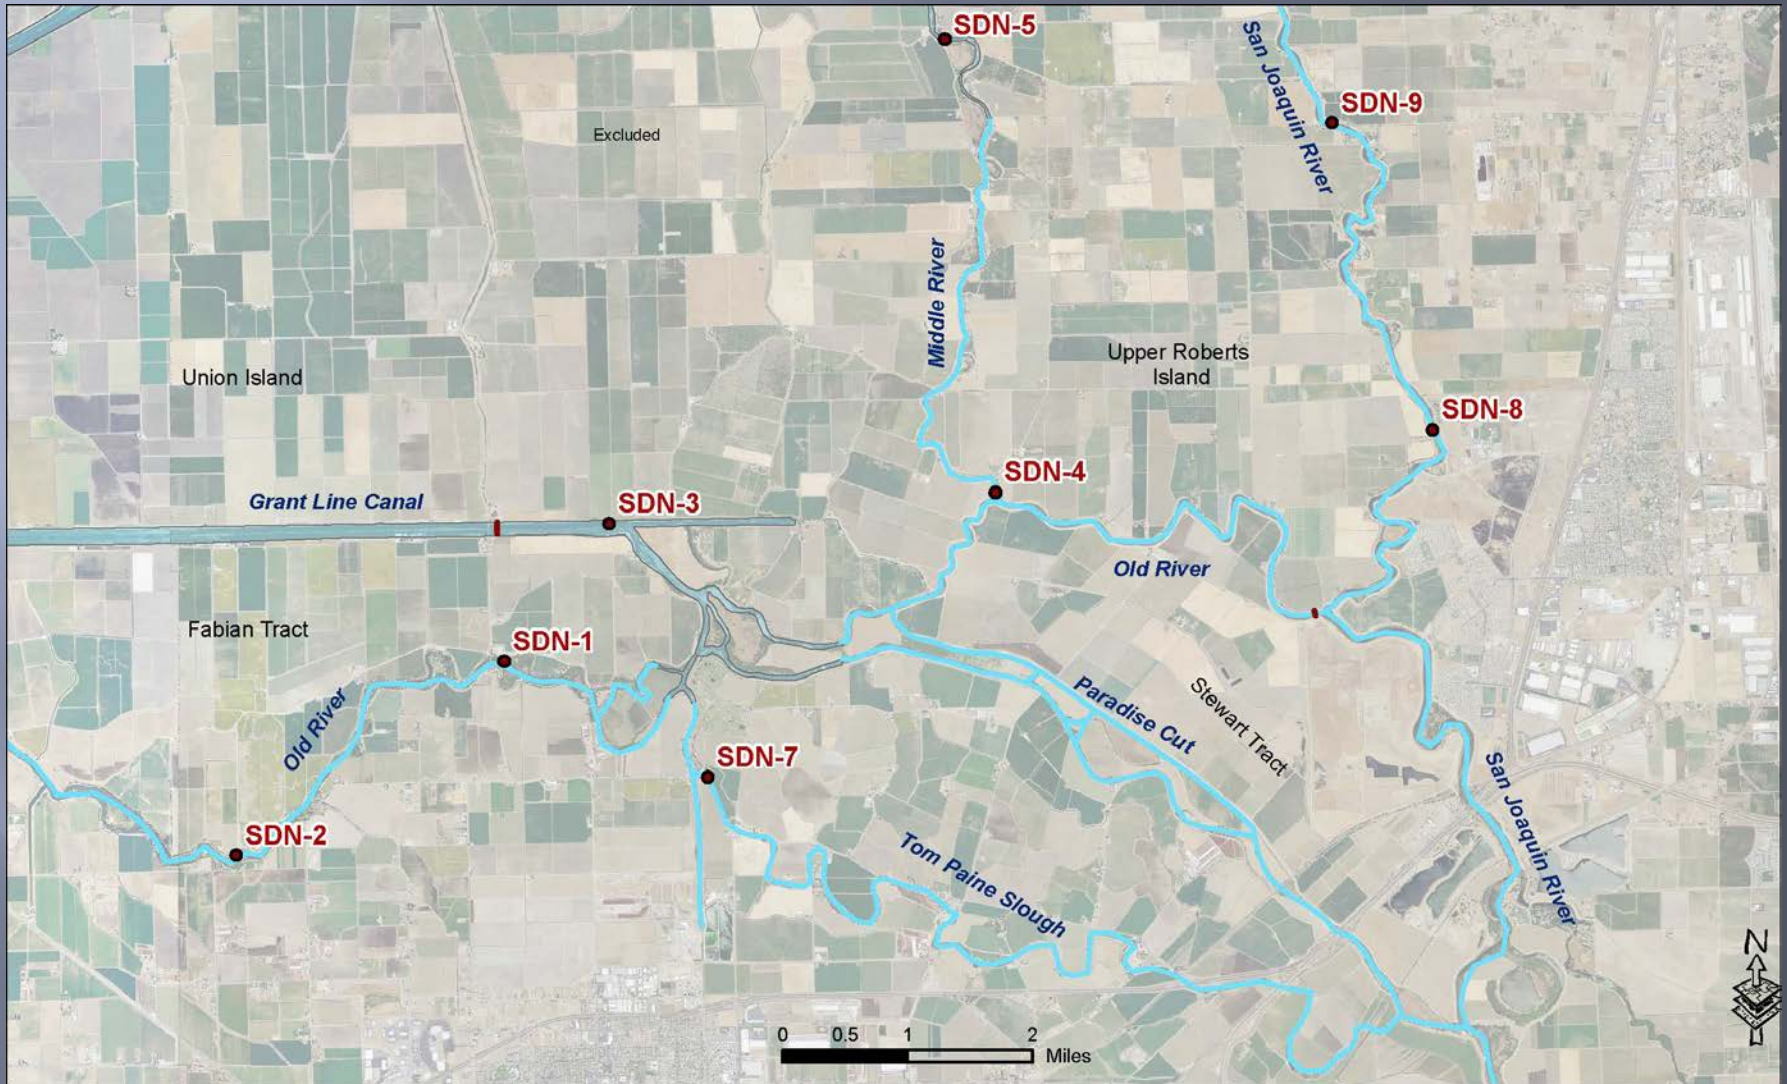 SDN-5
San Joaquin River
SDN-9
Excluded
Middle River
Upper Roberts
Island
Union Island
SDN-8
SDN-4
Grant Line Canal
SDN-3
Old River
Fabian Tract
SDN-1
Paradise Cut
Stewart Tract
Old River
SDN-7
San Joaquin River
SDN-2
Tom Paine Slough
N
0 0.5 1 2
Miles